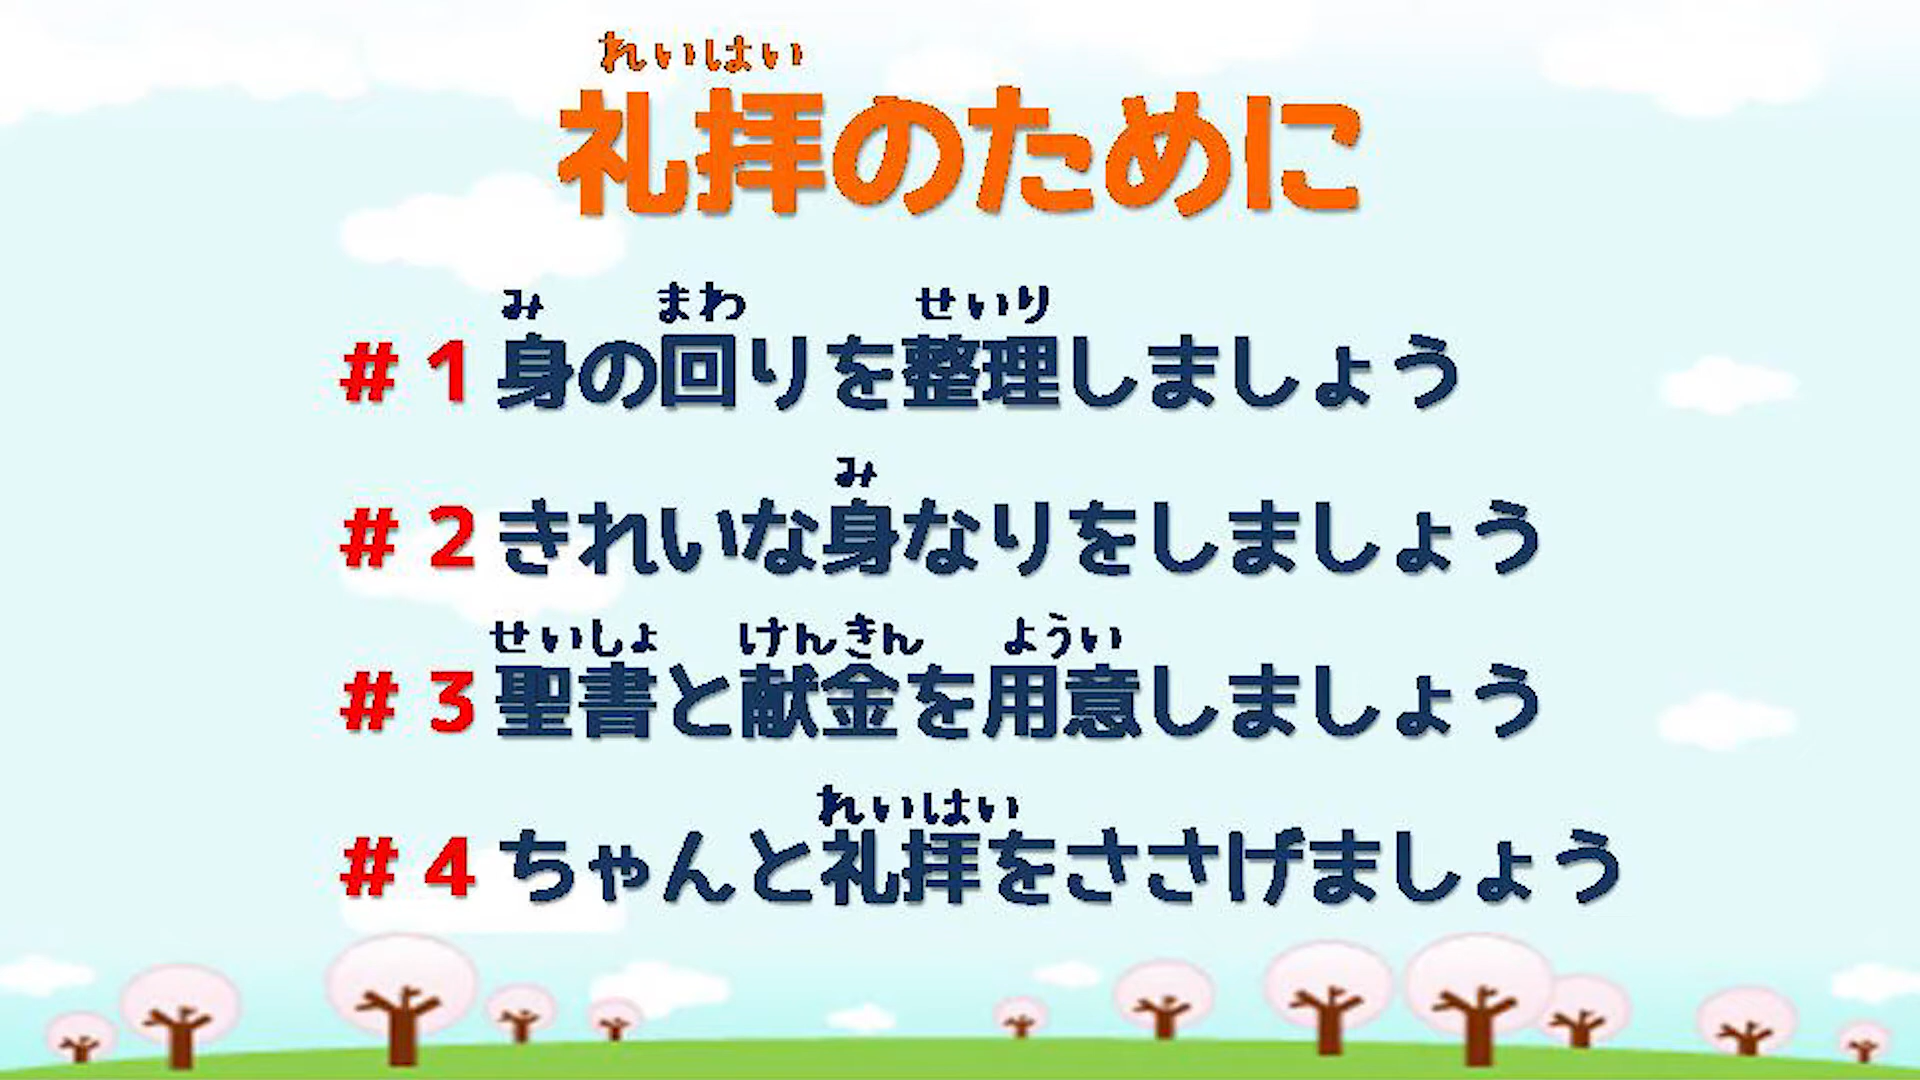 れいはい
礼拝のために
み まわ せいり
#1 身の回りを整理しましょう
み
#2 きれいな身なりをしましょう
せいしょ けんきん ようい
#3 聖書と献金を用意しましょう
れいはい
#4 ちゃんと礼拝をささげましょう